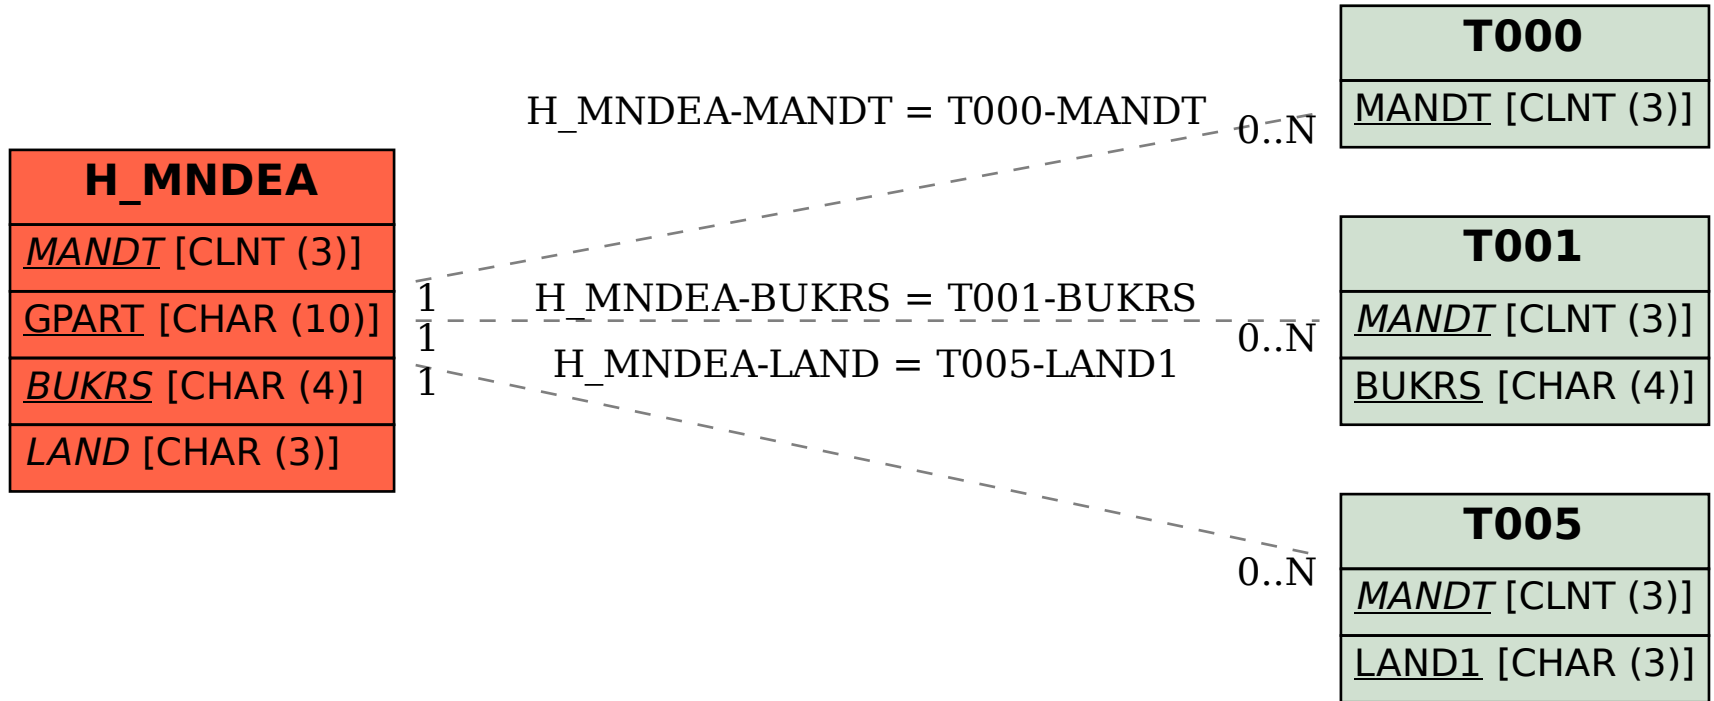 H_MNDEA
MANDT [CLNT (3)]
GPART [CHAR (10)]
BUKRS [CHAR (4)]
LAND [CHAR (3)]
H_MNDEA-MANDT = T000-MANDT
0..N
1
H_MNDEA-BUKRS = T001-BUKRS
1
0..N
H_MNDEA-LAND = T005-LAND1
1
0..N
T000
MANDT [CLNT (3)]
T001
MANDT [CLNT (3)]
BUKRS [CHAR (4)]
T005
MANDT [CLNT (3)]
LAND1 [CHAR (3)]